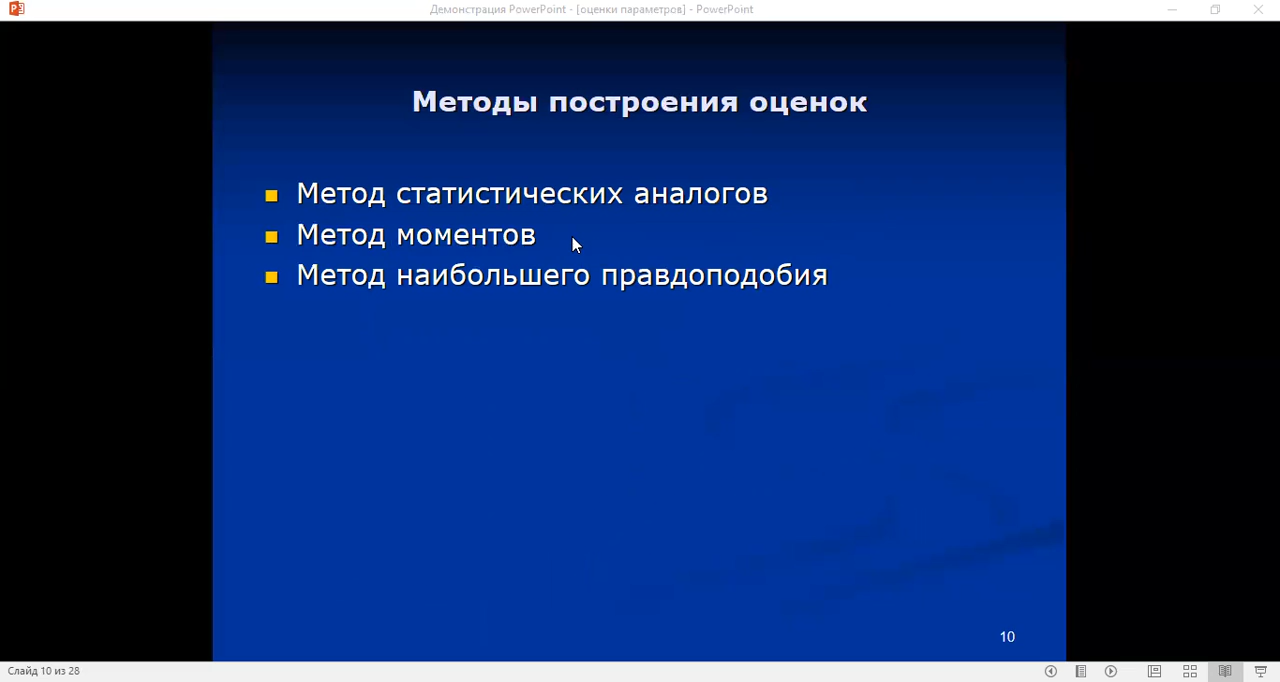 Демонстрация PowerPoint - [оценки параметров] - PowerPoint
Методы построения оценок
Метод статистических аналогов
Метод моментов
Метод наибольшего правдоподобия
10
Слайд 10 из 28